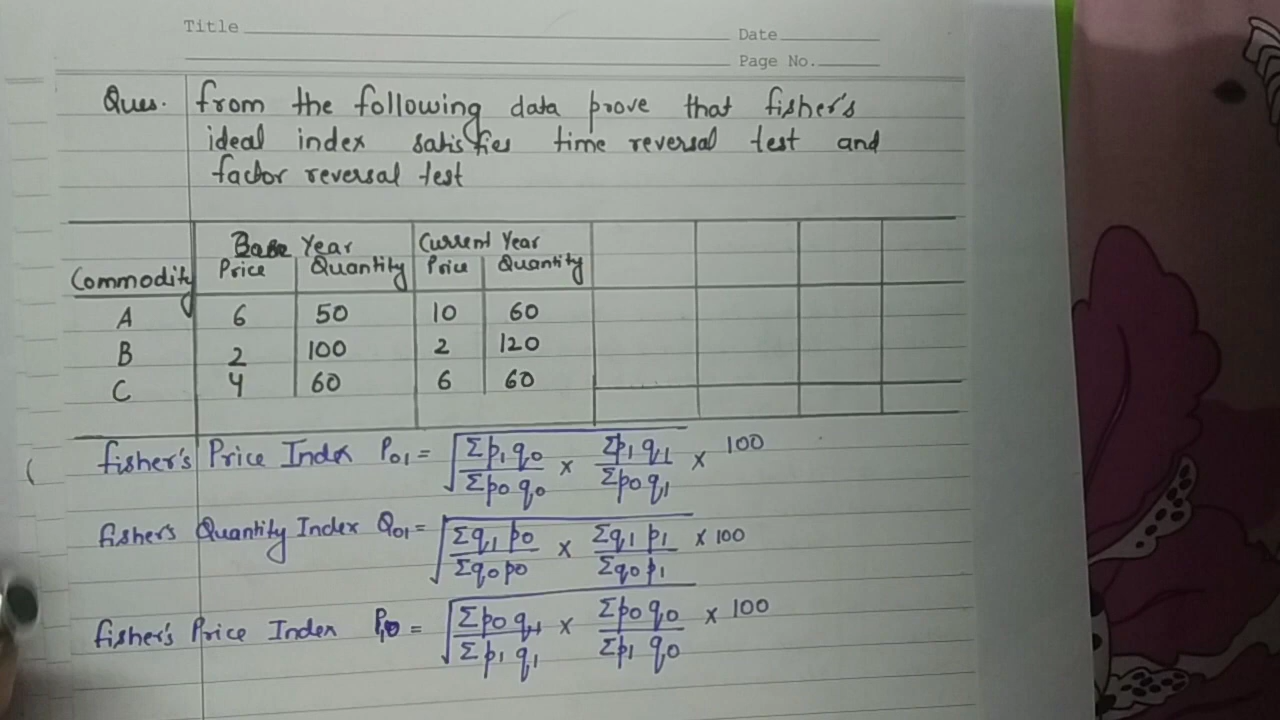 Title
Date
Page No.
Ques. from the following data prove that fisher's
ideal index satisfies time reversal test and
factor reversal test
Base Year Current Year
Commodity Price Quantity Price Quantity
A 6 50 10 60
B 2 100 2 120
C 4 60 6 60
fisher's Price Index P₀₁ = √(Σp₁q₀/Σp₀q₀ × Σp₁q₁/Σp₀q₁) × 100
fisher's Quantity Index Q₀₁ = √(Σq₁p₀/Σq₀p₀ × Σq₁p₁/Σq₀p₁) × 100
fisher's Price Index P₁₀ = √(Σp₀q₁/Σp₁q₁ × Σp₀q₀/Σp₁q₀) × 100